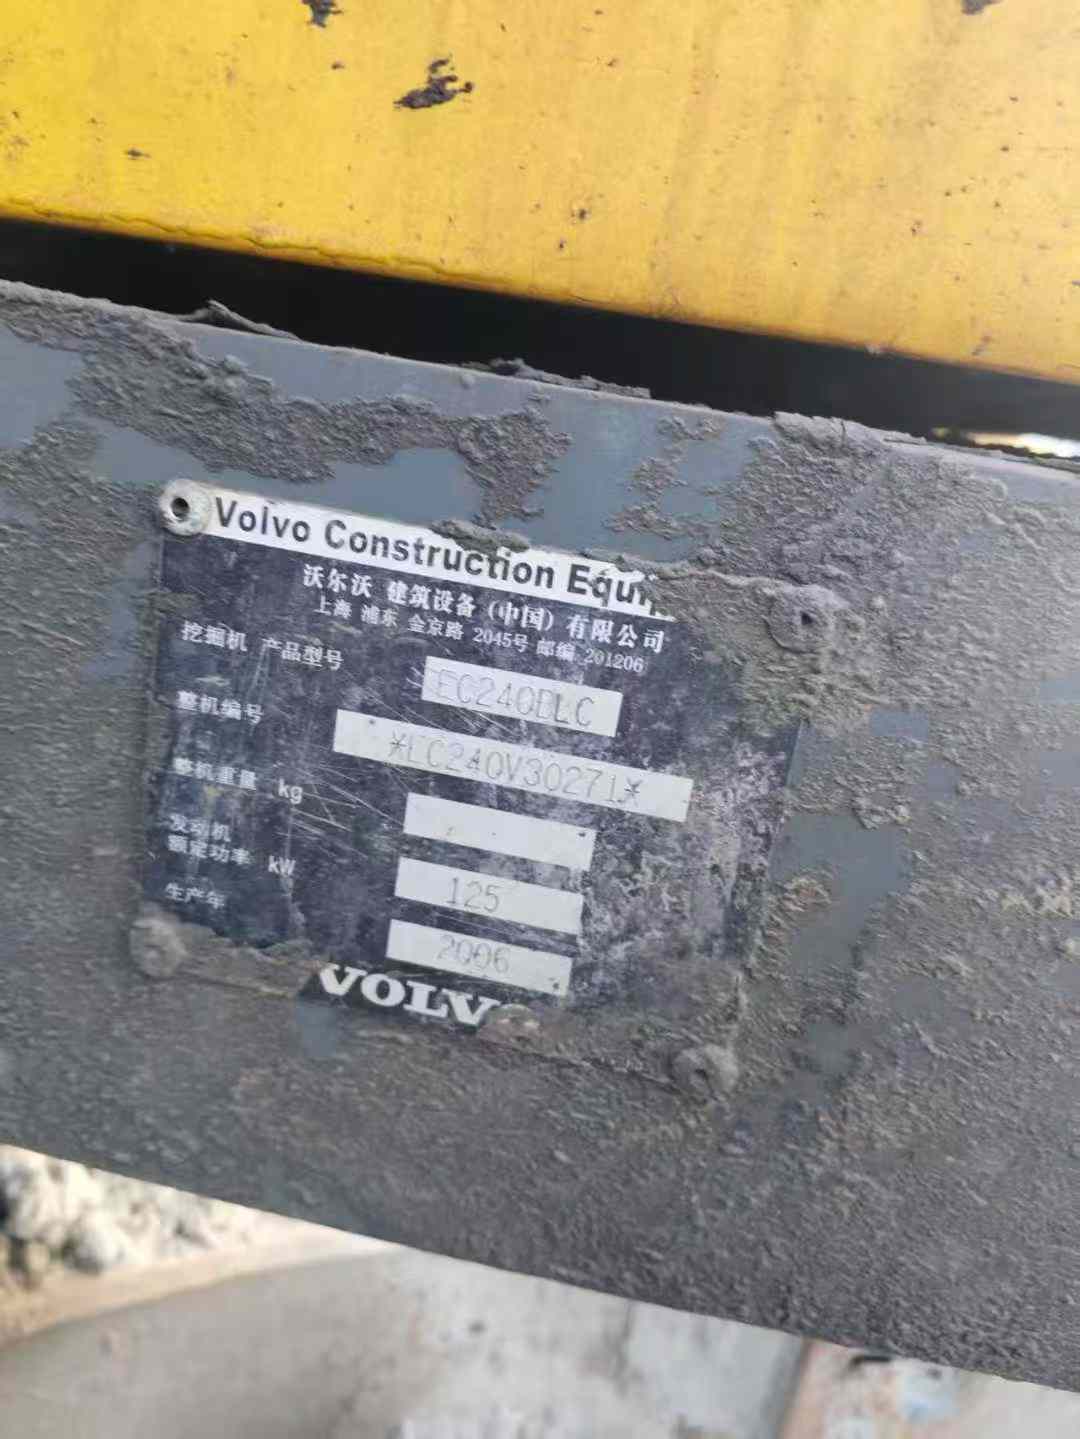 Volvo Construction Equip
沃尔沃 建筑设备（中国）有限公司
上海 浦东 金京路 2045号 邮编 201206
挖掘机 产品型号 EC240BLC
整机编号 *EC240V30271*
整机重量 kg
发动机
额定功率 kW 125
生产年 2006
VOLV